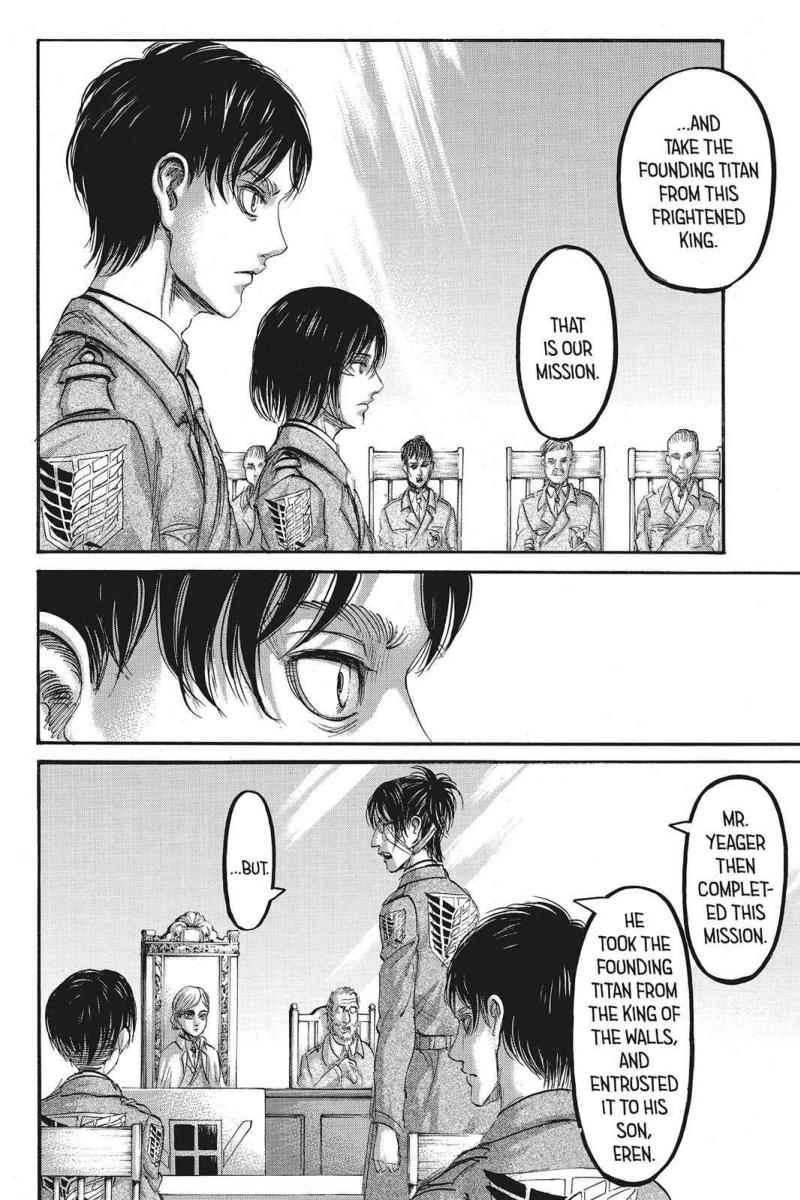 ...AND
TAKE THE
FOUNDING TITAN
FROM THIS
FRIGHTENED
KING.
THAT
IS OUR
MISSION.
MR.
YEAGER
THEN
COMPLET-
ED THIS
MISSION.
HE
TOOK THE
FOUNDING
TITAN FROM
THE KING OF
THE WALLS,
AND
ENTRUSTED
IT TO HIS
SON,
EREN.
...BUT.